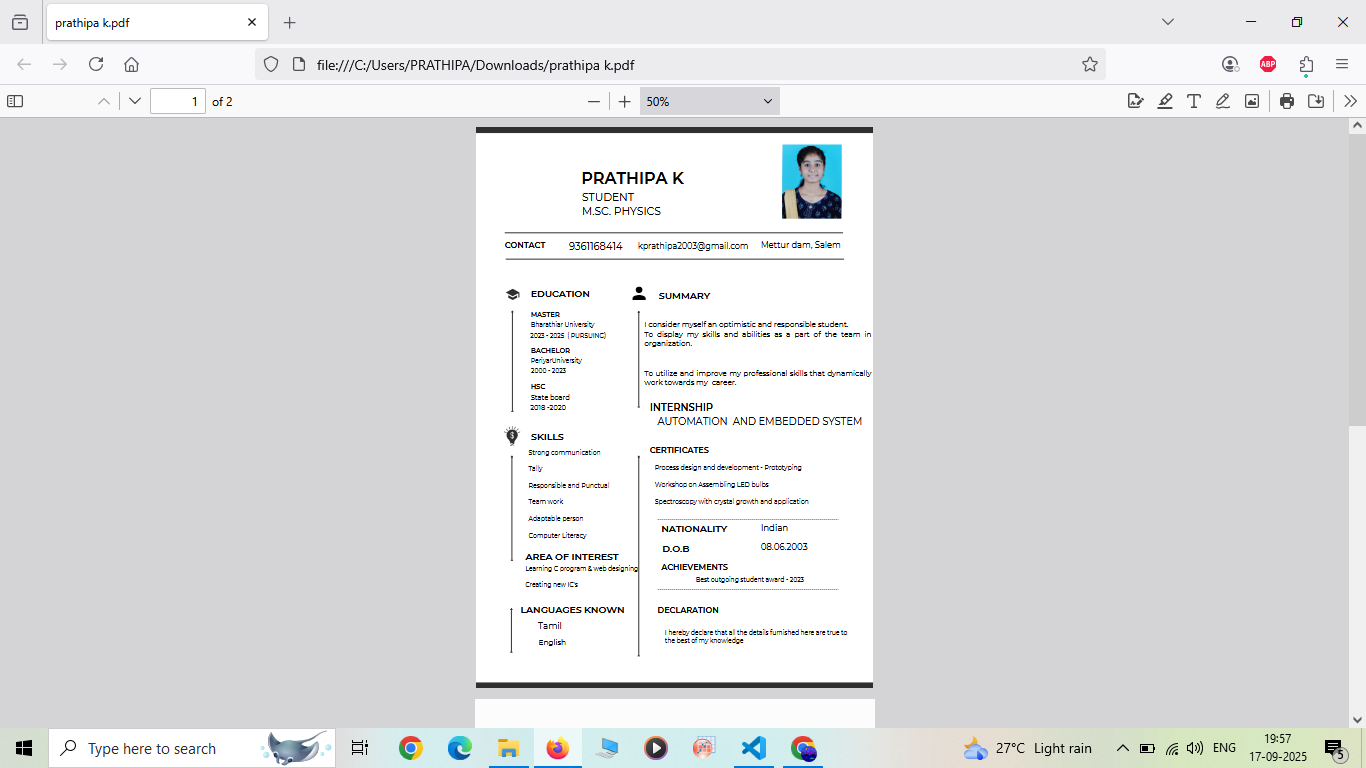 prathipa k.pdf
file:///C:/Users/PRATHIPA/Downloads/prathipa k.pdf
ABP
1 of 2
50%
PRATHIPA K
STUDENT
M.SC. PHYSICS
CONTACT 9361168414 kprathipa2003@gmail.com Mettur dam, Salem
EDUCATION
MASTER
Bharathiar University
2023 - 2025 ( PURSUING)
BACHELOR
PeriyarUniversity
2000 - 2023
HSC
State board
2018 -2020
SKILLS
Strong communication
Tally
Responsible and Punctual
Team work
Adaptable person
Computer Literacy
AREA OF INTEREST
Learning C program & web designing
Creating new IC's
LANGUAGES KNOWN
Tamil
English
SUMMARY
I consider myself an optimistic and responsible student.
To display my skills and abilities as a part of the team in
organization.
To utilize and improve my professional skills that dynamically
work towards my career.
INTERNSHIP
AUTOMATION AND EMBEDDED SYSTEM
CERTIFICATES
Process design and development - Prototyping
Workshop on Assembling LED bulbs
Spectroscopy with crystal growth and application
NATIONALITY Indian
D.O.B 08.06.2003
ACHIEVEMENTS
Best outgoing student award - 2023
DECLARATION
I hereby declare that all the details furnished here are true to
the best of my knowledge
Type here to search
27°C Light rain
ENG
19:57
17-09-2025
5